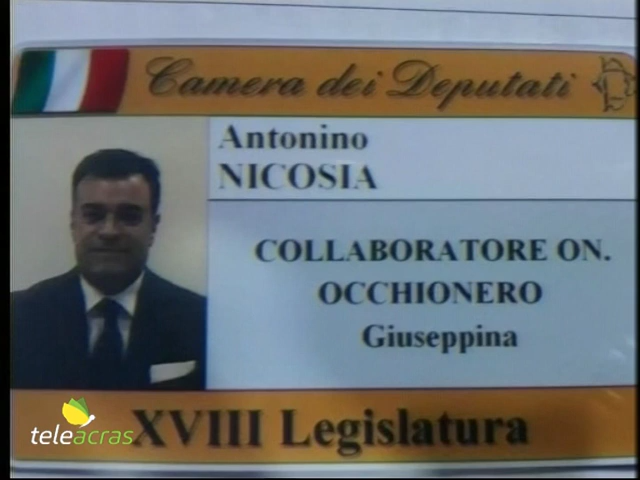 Camera dei Deputati
Antonino
NICOSIA
COLLABORATORE ON.
OCCHIONERO
Giuseppina
XVIII Legislatura
teleacras